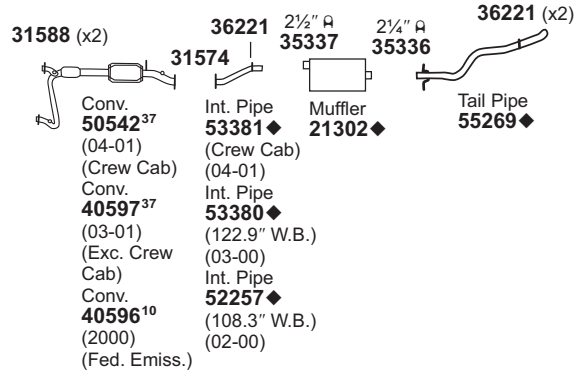 31588 (x2)
31574
36221
2½″
35337
2¼″
35336
36221 (x2)
Conv.
50542³⁷
(04-01)
(Crew Cab)
Conv.
40597³⁷
(03-01)
(Exc. Crew
Cab)
Conv.
40596¹⁰
(2000)
(Fed. Emiss.)
Int. Pipe
53381◆
(Crew Cab)
(04-01)
Int. Pipe
53380◆
(122.9″ W.B.)
(03-00)
Int. Pipe
52257◆
(108.3″ W.B.)
(02-00)
Muffler
21302◆
Tail Pipe
55269◆